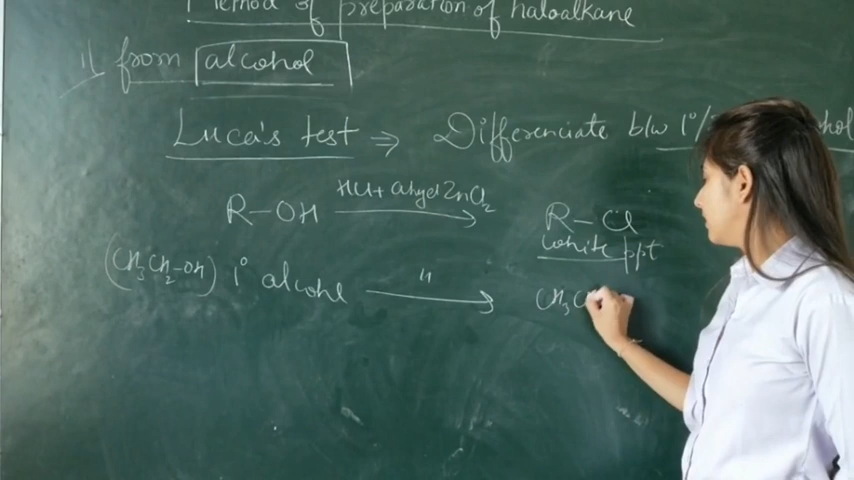 Method of preparation of haloalkane
1) from alcohol
Luca's test ⇒ Differenciate b/w 1°/
R-OH HCl + Anhyd ZnCl2 → R-Cl
white ppt
(CH3CH2-OH) 1° alcohol " → CH3C